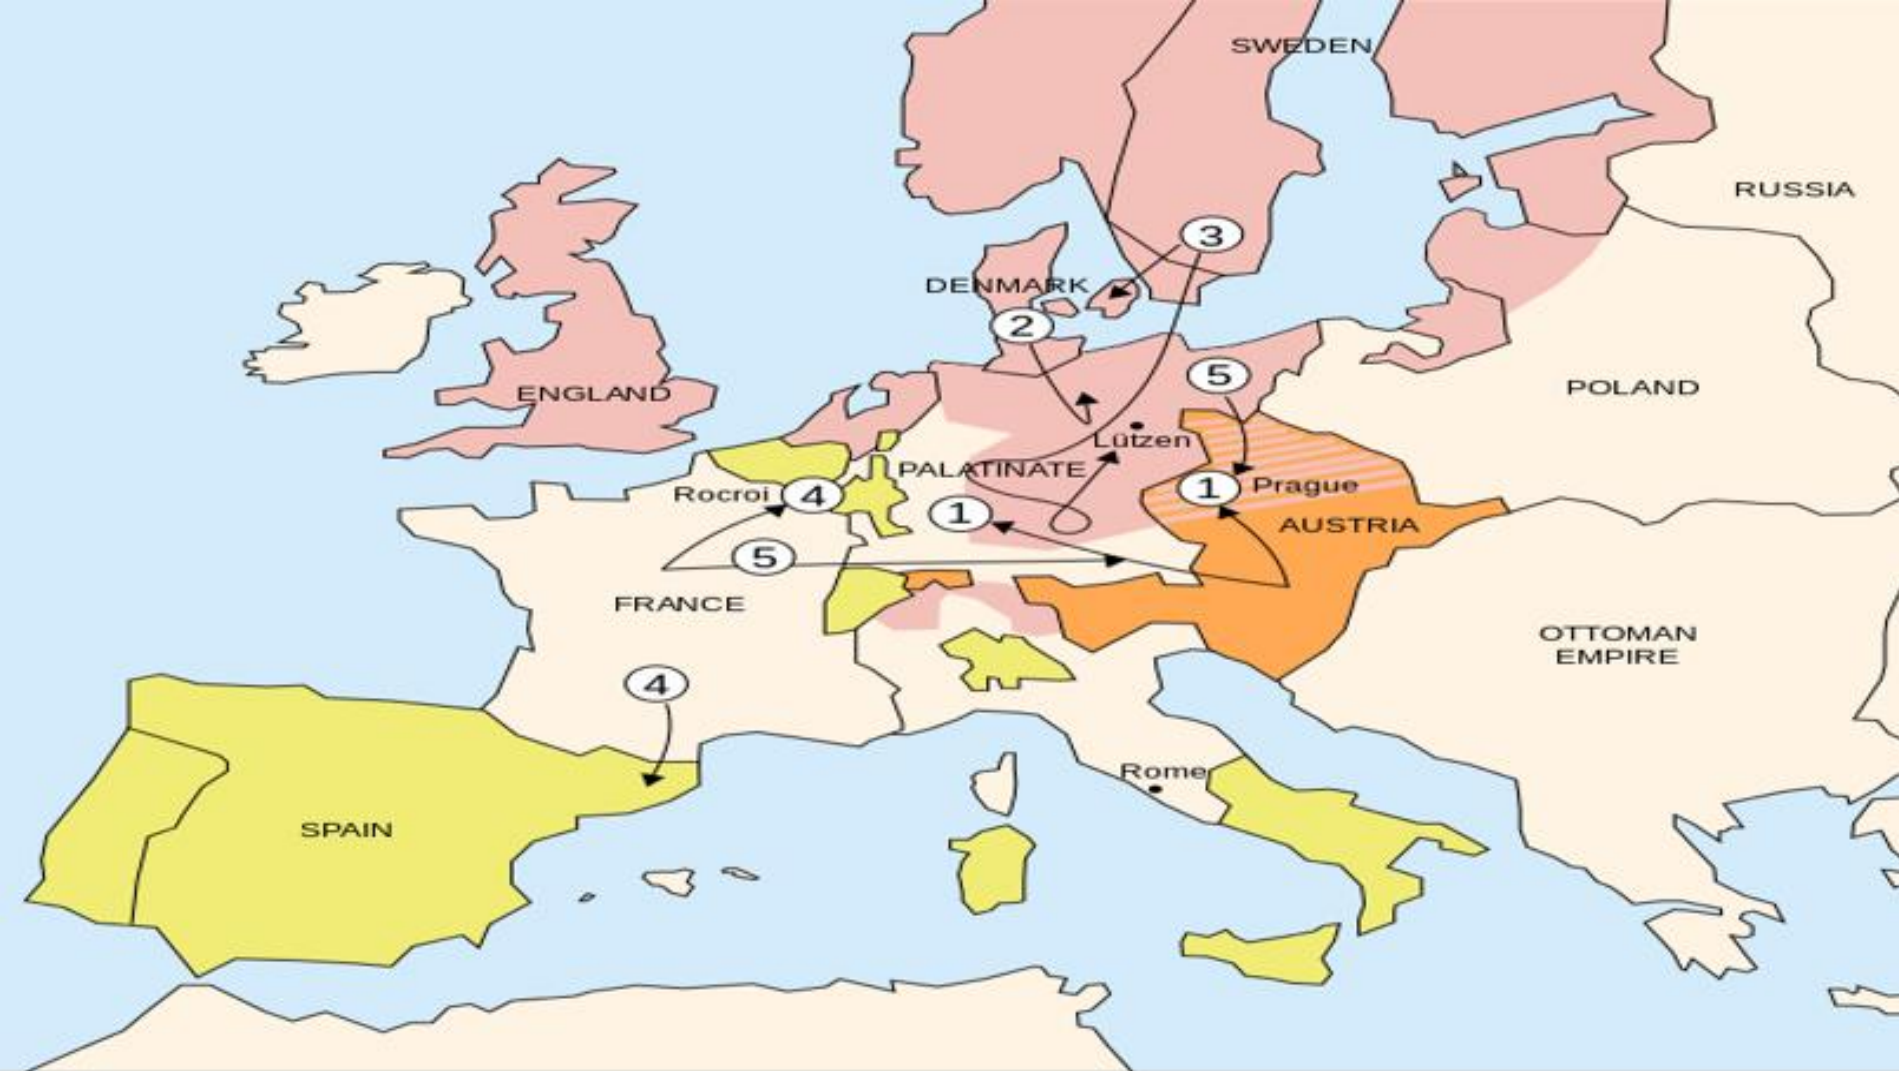 SWEDEN
RUSSIA
3
DENMARK
2
5
POLAND
ENGLAND
Lützen
PALATINATE
Rocroi
4
1
Prague
1
AUSTRIA
5
FRANCE
OTTOMAN
EMPIRE
4
Rome
SPAIN